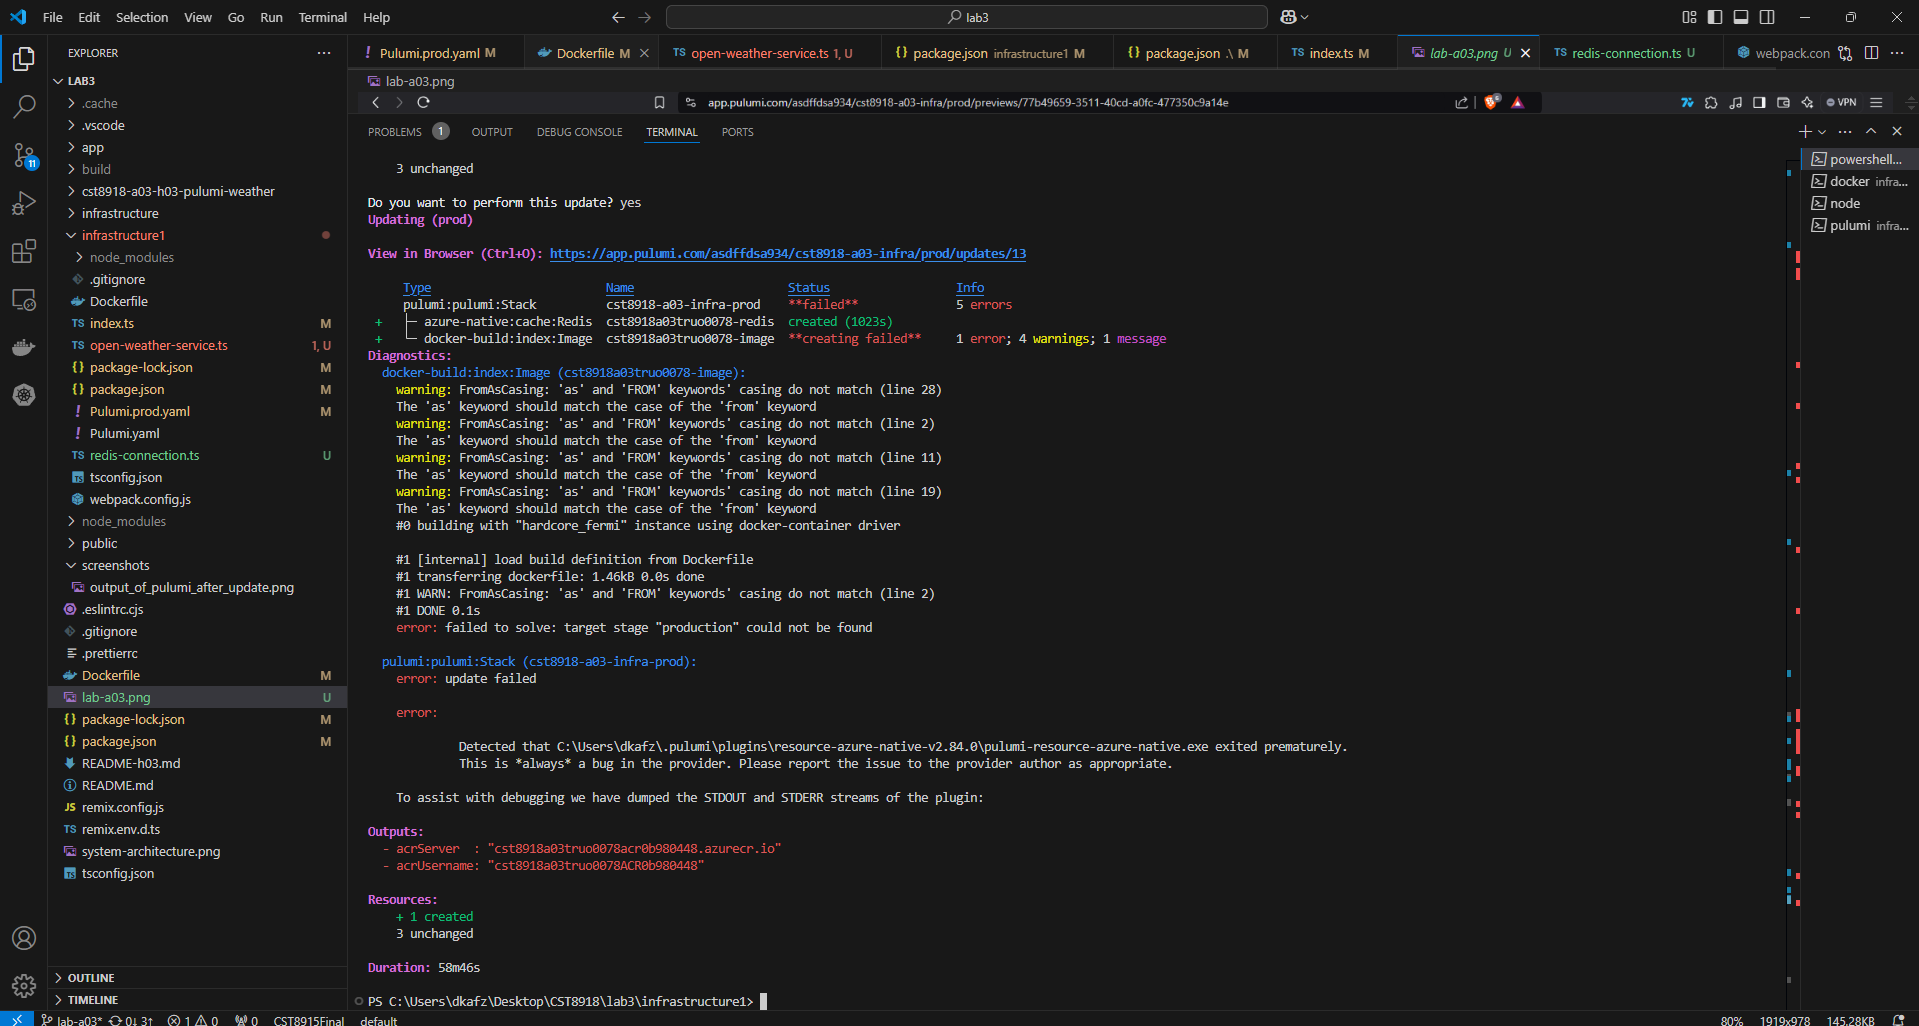 File Edit Selection View Go Run Terminal Help
lab3
EXPLORER
Pulumi.prod.yaml M
Dockerfile M
open-weather-service.ts 1, U
package.json infrastructure1 M
package.json .\ M
index.ts M
lab-a03.png U
redis-connection.ts U
webpack.con
LAB3
.cache
.vscode
app
build
cst8918-a03-h03-pulumi-weather
infrastructure
infrastructure1
node_modules
.gitignore
Dockerfile
index.ts M
open-weather-service.ts 1, U
package-lock.json M
package.json M
Pulumi.prod.yaml M
Pulumi.yaml
redis-connection.ts U
tsconfig.json
webpack.config.js
node_modules
public
screenshots
output_of_pulumi_after_update.png
.eslintrc.cjs
.gitignore
.prettierrc
Dockerfile M
lab-a03.png U
package-lock.json M
package.json M
README-h03.md
README.md
remix.config.js
remix.env.d.ts
system-architecture.png
tsconfig.json
OUTLINE
TIMELINE
11
lab-a03.png
app.pulumi.com/asdffdsa934/cst8918-a03-infra/prod/previews/77b49659-3511-40cd-a0fc-477350c9a14e
VPN
PROBLEMS 1 OUTPUT DEBUG CONSOLE TERMINAL PORTS
3 unchanged
Do you want to perform this update? yes
Updating (prod)
View in Browser (Ctrl+O): https://app.pulumi.com/asdffdsa934/cst8918-a03-infra/prod/updates/13
Type Name Status Info
pulumi:pulumi:Stack cst8918-a03-infra-prod **failed** 5 errors
+ ├─ azure-native:cache:Redis cst8918a03truo0078-redis created (1023s)
+ └─ docker-build:index:Image cst8918a03truo0078-image **creating failed** 1 error; 4 warnings; 1 message
Diagnostics:
docker-build:index:Image (cst8918a03truo0078-image):
warning: FromAsCasing: 'as' and 'FROM' keywords' casing do not match (line 28)
The 'as' keyword should match the case of the 'from' keyword
warning: FromAsCasing: 'as' and 'FROM' keywords' casing do not match (line 2)
The 'as' keyword should match the case of the 'from' keyword
warning: FromAsCasing: 'as' and 'FROM' keywords' casing do not match (line 11)
The 'as' keyword should match the case of the 'from' keyword
warning: FromAsCasing: 'as' and 'FROM' keywords' casing do not match (line 19)
The 'as' keyword should match the case of the 'from' keyword
#0 building with "hardcore_fermi" instance using docker-container driver
#1 [internal] load build definition from Dockerfile
#1 transferring dockerfile: 1.46kB 0.0s done
#1 WARN: FromAsCasing: 'as' and 'FROM' keywords' casing do not match (line 2)
#1 DONE 0.1s
error: failed to solve: target stage "production" could not be found
pulumi:pulumi:Stack (cst8918-a03-infra-prod):
error: update failed
error:
Detected that C:\Users\dkafz\.pulumi\plugins\resource-azure-native-v2.84.0\pulumi-resource-azure-native.exe exited prematurely.
This is *always* a bug in the provider. Please report the issue to the provider author as appropriate.
To assist with debugging we have dumped the STDOUT and STDERR streams of the plugin:
Outputs:
- acrServer : "cst8918a03truo0078acr0b980448.azurecr.io"
- acrUsername: "cst8918a03truo0078ACR0b980448"
Resources:
+ 1 created
3 unchanged
Duration: 58m46s
PS C:\Users\dkafz\Desktop\CST8918\lab3\infrastructure1>
powershell...
docker infra...
node
pulumi infra...
lab-a03* 0↓ 3↑ 1 0 0 CST8915Final default
80% 1919x978 145.28KB